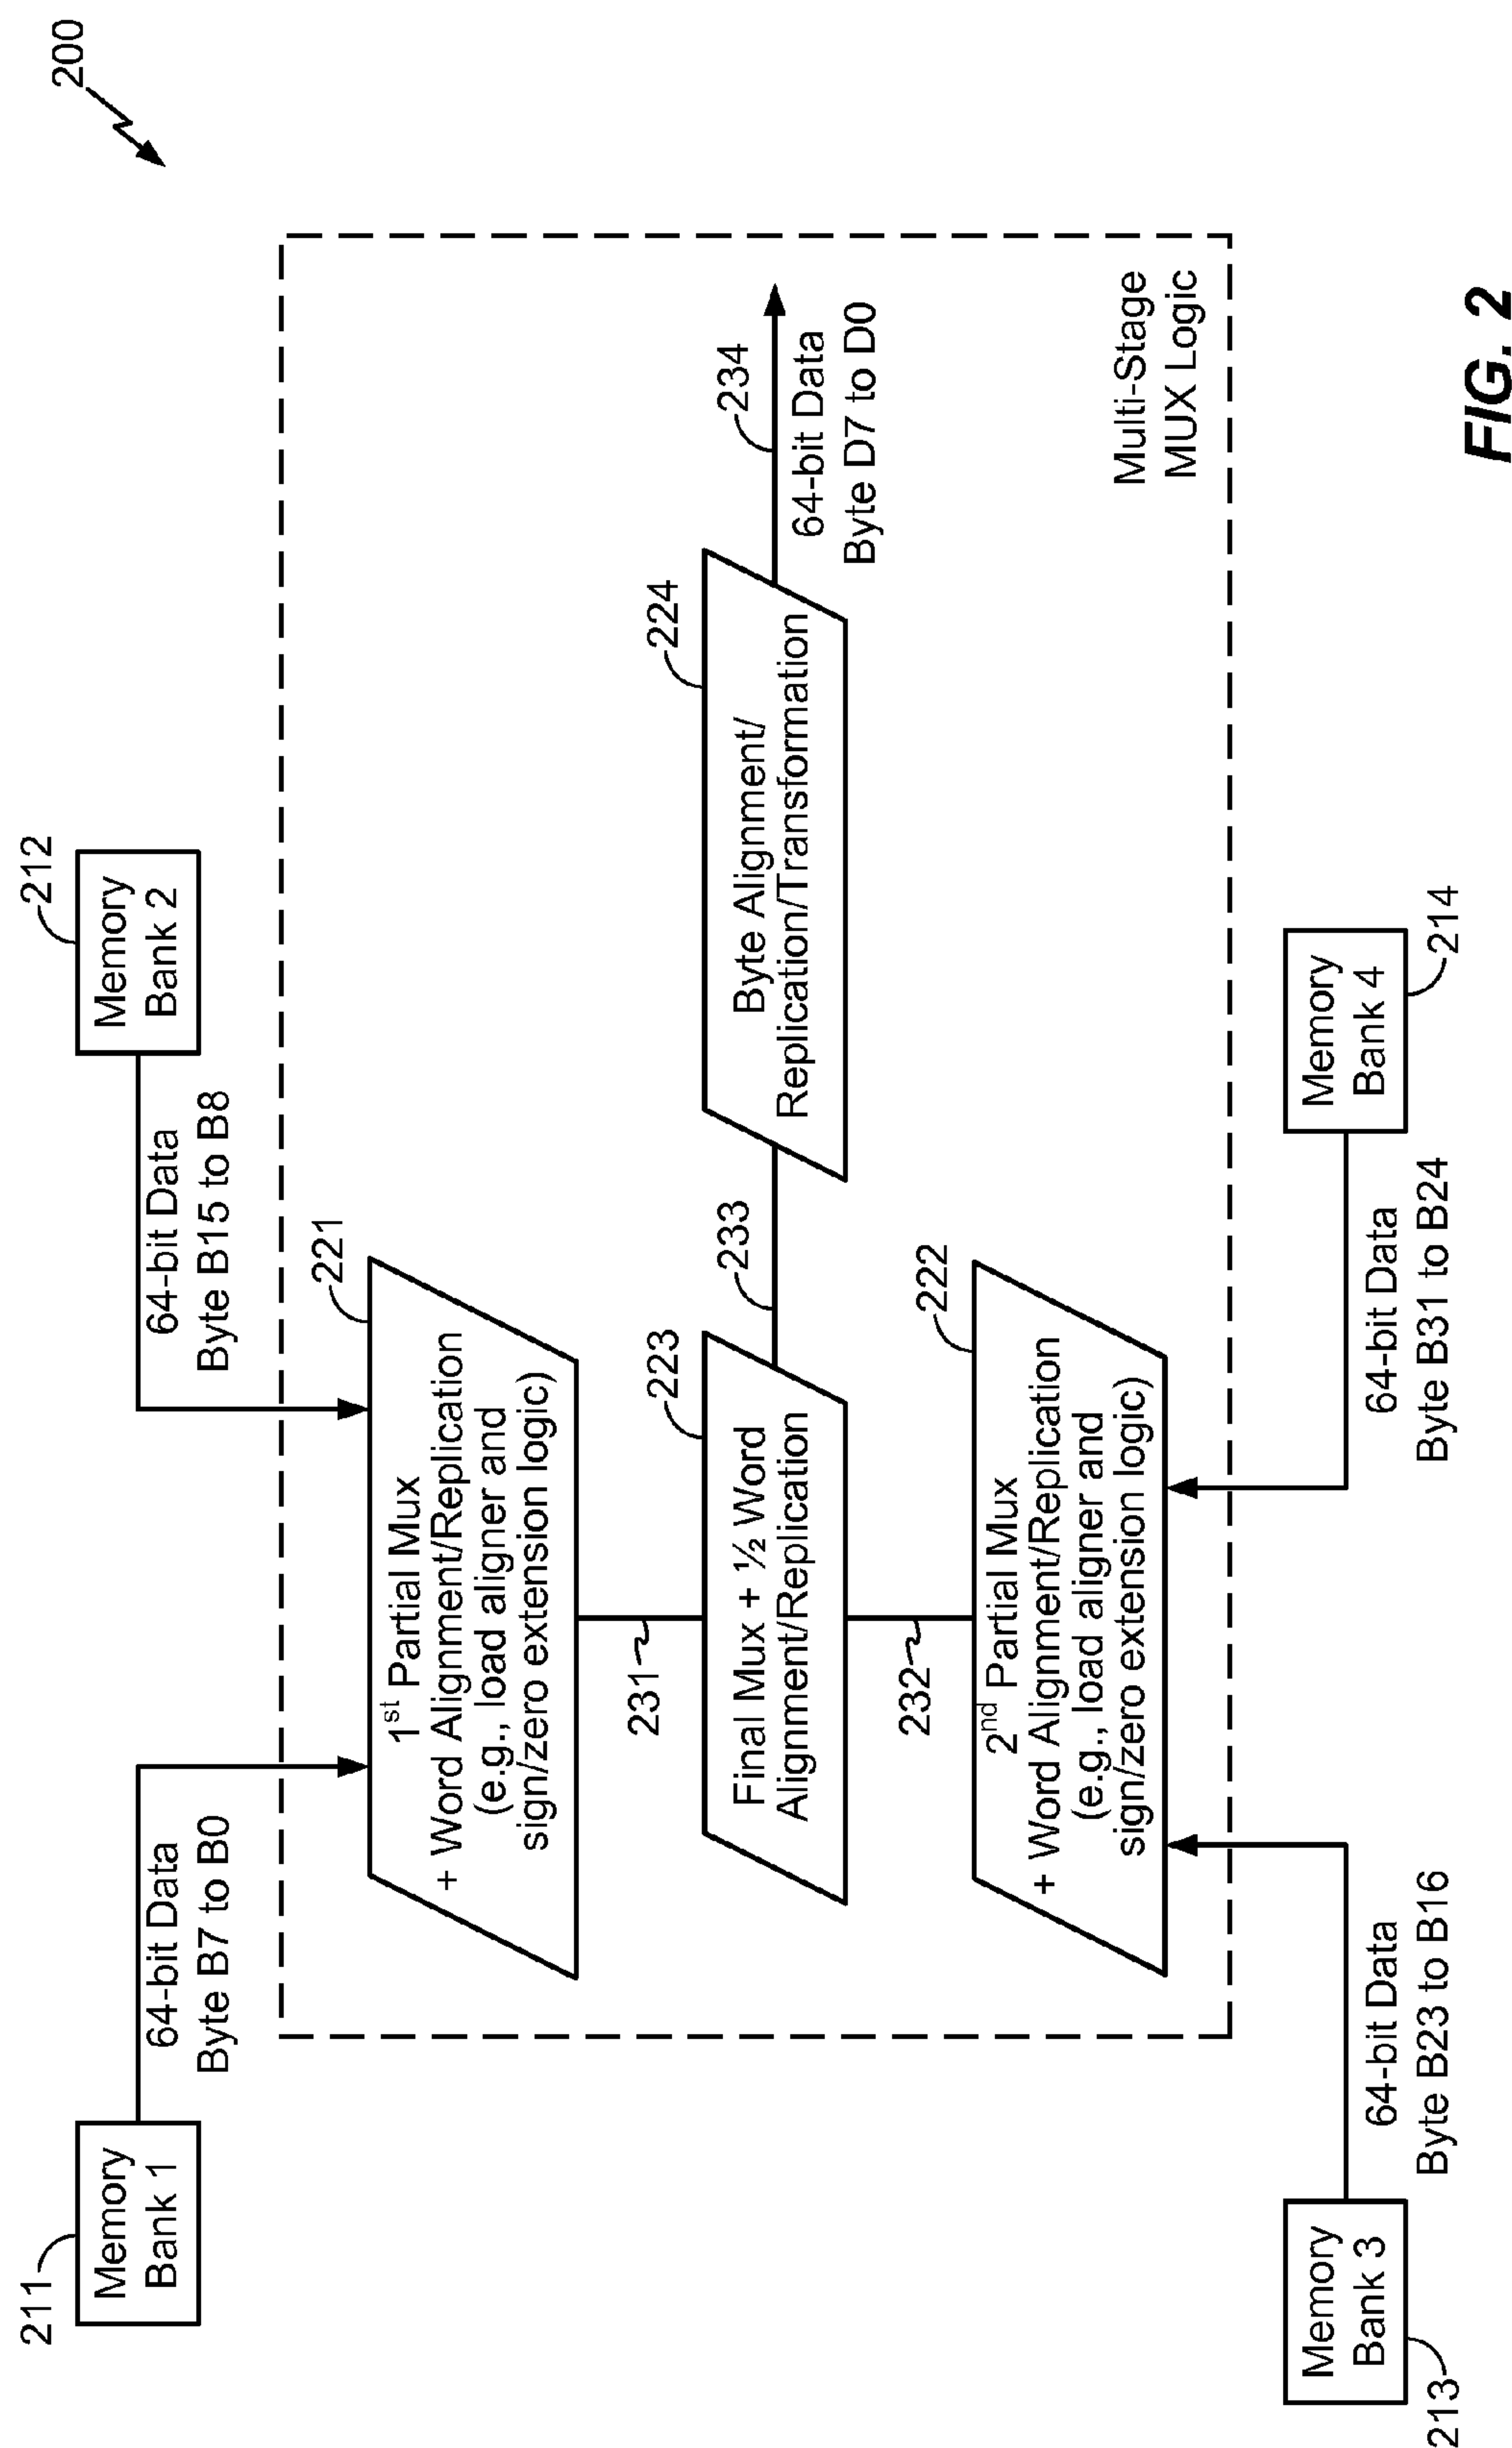 200
211
Memory
Bank 1
64-bit Data
Byte B7 to B0
212
Memory
Bank 2
64-bit Data
Byte B15 to B8
221
1st Partial Mux
+ Word Alignment/Replication
(e.g., load aligner and
sign/zero extension logic)
231
223
Final Mux + ½ Word
Alignment/Replication
233
224
Byte Alignment/
Replication/Transformation
234
64-bit Data
Byte D7 to D0
232
222
2nd Partial Mux
+ Word Alignment/Replication
(e.g., load aligner and
sign/zero extension logic)
Multi-Stage
MUX Logic
213
Memory
Bank 3
64-bit Data
Byte B23 to B16
214
Memory
Bank 4
64-bit Data
Byte B31 to B24
FIG. 2